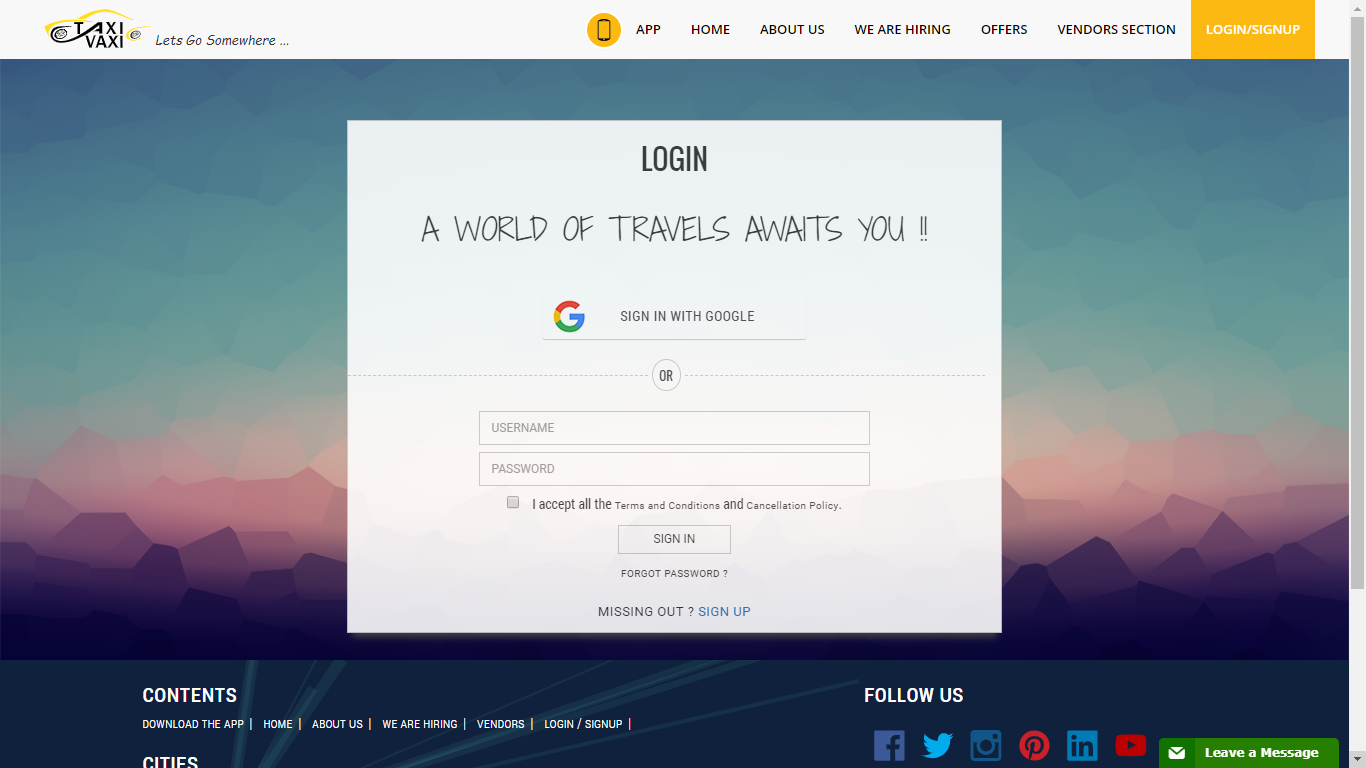 TAXI
VAXI
Lets Go Somewhere ...
APP HOME ABOUT US WE ARE HIRING OFFERS VENDORS SECTION LOGIN/SIGNUP
LOGIN
A WORLD OF TRAVELS AWAITS YOU !!
SIGN IN WITH GOOGLE
OR
USERNAME
PASSWORD
I accept all the Terms and Conditions and Cancellation Policy.
SIGN IN
FORGOT PASSWORD ?
MISSING OUT ? SIGN UP
CONTENTS
DOWNLOAD THE APP | HOME | ABOUT US | WE ARE HIRING | VENDORS | LOGIN / SIGNUP |
CITIES
FOLLOW US
Leave a Message